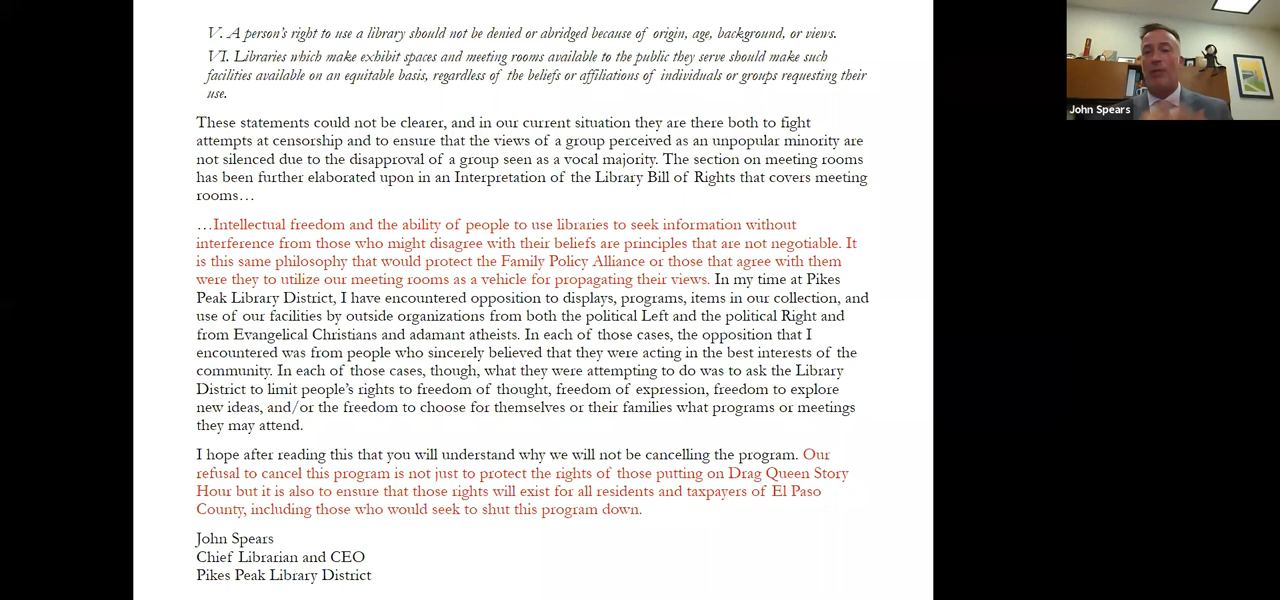 V. A person's right to use a library should not be denied or abridged because of origin, age, background, or views.
VI. Libraries which make exhibit spaces and meeting rooms available to the public they serve should make such
facilities available on an equitable basis, regardless of the beliefs or affiliations of individuals or groups requesting their
use.
These statements could not be clearer, and in our current situation they are there both to fight
attempts at censorship and to ensure that the views of a group perceived as an unpopular minority are
not silenced due to the disapproval of a group seen as a vocal majority. The section on meeting rooms
has been further elaborated upon in an Interpretation of the Library Bill of Rights that covers meeting
rooms…
…Intellectual freedom and the ability of people to use libraries to seek information without
interference from those who might disagree with their beliefs are principles that are not negotiable. It
is this same philosophy that would protect the Family Policy Alliance or those that agree with them
were they to utilize our meeting rooms as a vehicle for propagating their views. In my time at Pikes
Peak Library District, I have encountered opposition to displays, programs, items in our collection, and
use of our facilities by outside organizations from both the political Left and the political Right and
from Evangelical Christians and adamant atheists. In each of those cases, the opposition that I
encountered was from people who sincerely believed that they were acting in the best interests of the
community. In each of those cases, though, what they were attempting to do was to ask the Library
District to limit people's rights to freedom of thought, freedom of expression, freedom to explore
new ideas, and/or the freedom to choose for themselves or their families what programs or meetings
they may attend.
I hope after reading this that you will understand why we will not be cancelling the program. Our
refusal to cancel this program is not just to protect the rights of those putting on Drag Queen Story
Hour but it is also to ensure that those rights will exist for all residents and taxpayers of El Paso
County, including those who would seek to shut this program down.
John Spears
Chief Librarian and CEO
Pikes Peak Library District
John Spears